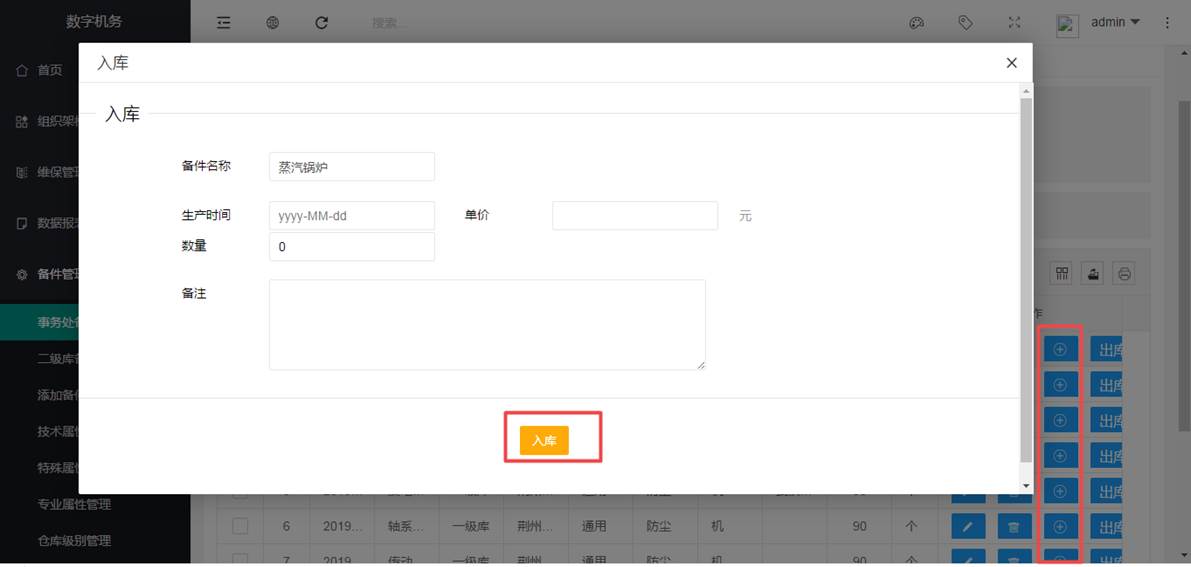 数字机务
搜索...
admin
首页
组织架
维保管
数据报
备件管
事务处
二级库
添加备
技术属
特殊属
专业属性管理
仓库级别管理
入库
入库
备件名称 蒸汽锅炉
生产时间 yyyy-MM-dd 单价 元
数量 0
备注
入库
作
出库
出库
出库
出库
出库
6 2019... 轴系... 一级库 荆州... 通用 防尘 机 90 个 出库
7 2019 传动 一级库 荆州 通用 防尘 机 90 个 出库